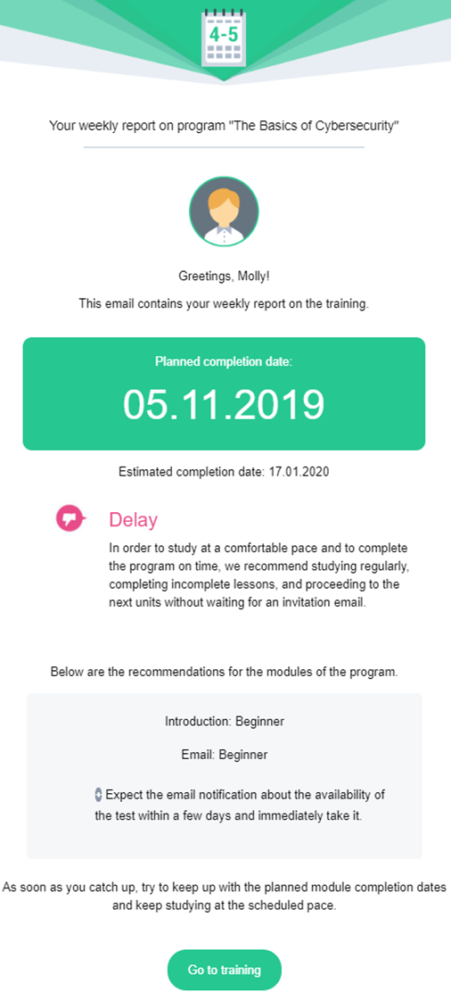 4-5
Your weekly report on program "The Basics of Cybersecurity"
Greetings, Molly!
This email contains your weekly report on the training.
Planned completion date:
05.11.2019
Estimated completion date: 17.01.2020
Delay
In order to study at a comfortable pace and to complete
the program on time, we recommend studying regularly,
completing incomplete lessons, and proceeding to the
next units without waiting for an invitation email.
Below are the recommendations for the modules of the program.
Introduction: Beginner
Email: Beginner
Expect the email notification about the availability of
the test within a few days and immediately take it.
As soon as you catch up, try to keep up with the planned module completion dates
and keep studying at the scheduled pace.
Go to training